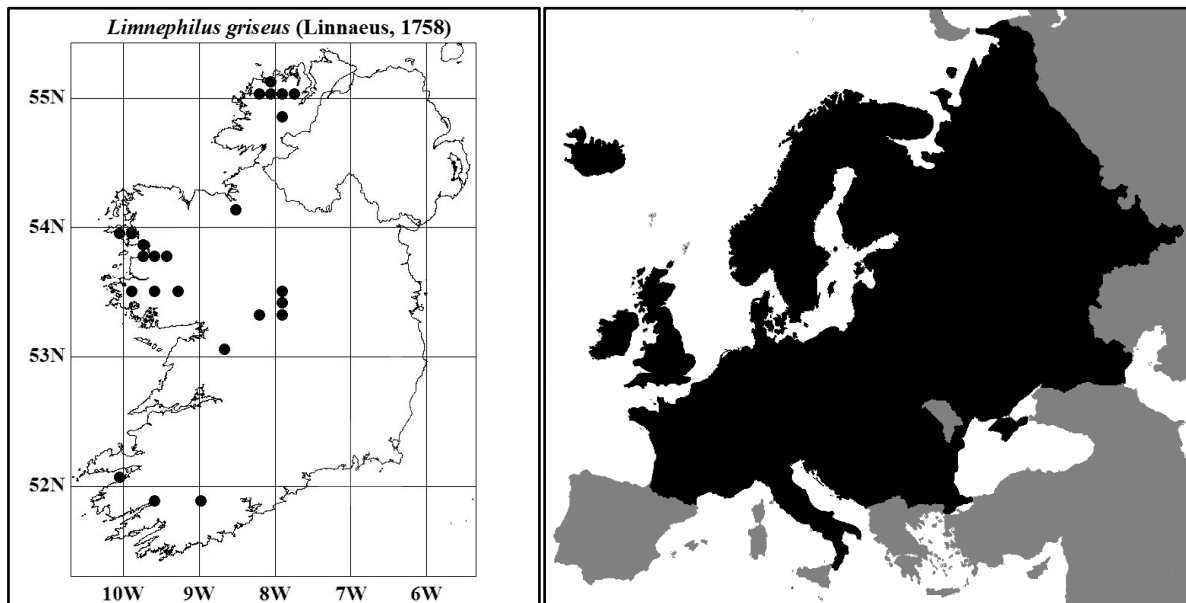 Limnephilus griseus (Linnaeus, 1758)
55N
54N
53N
52N
10W 9W 8W 7W 6W